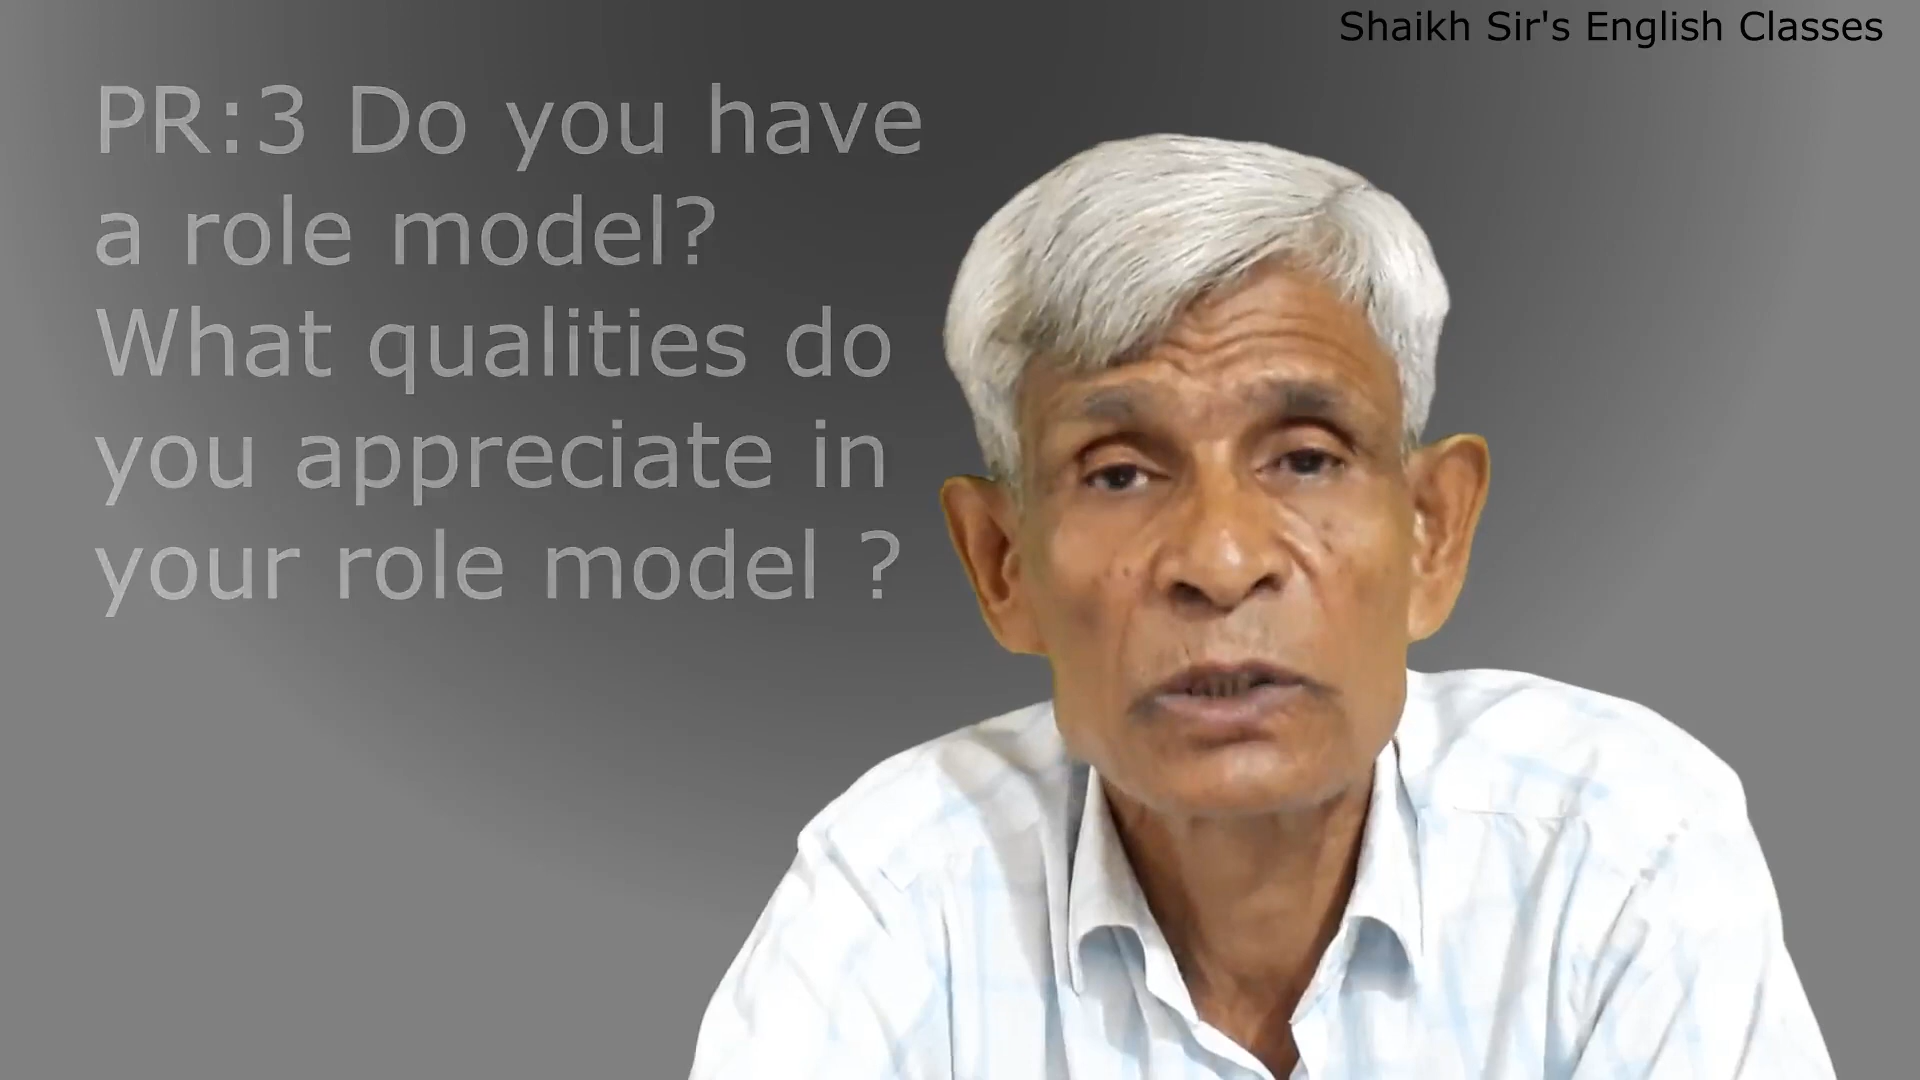 Shaikh Sir's English Classes
PR:3 Do you have
a role model?
What qualities do
you appreciate in
your role model ?